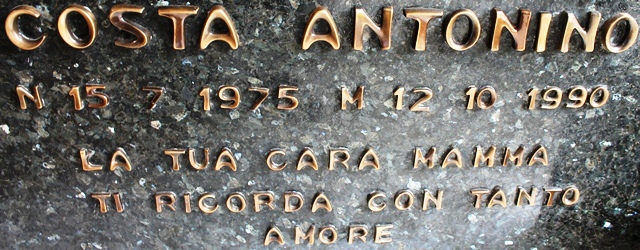 COSTA ANTONINO
N 15 7 1975 M 12 10 1990
LA TUA CARA MAMMA
TI RICORDA CON TANTO
AMORE